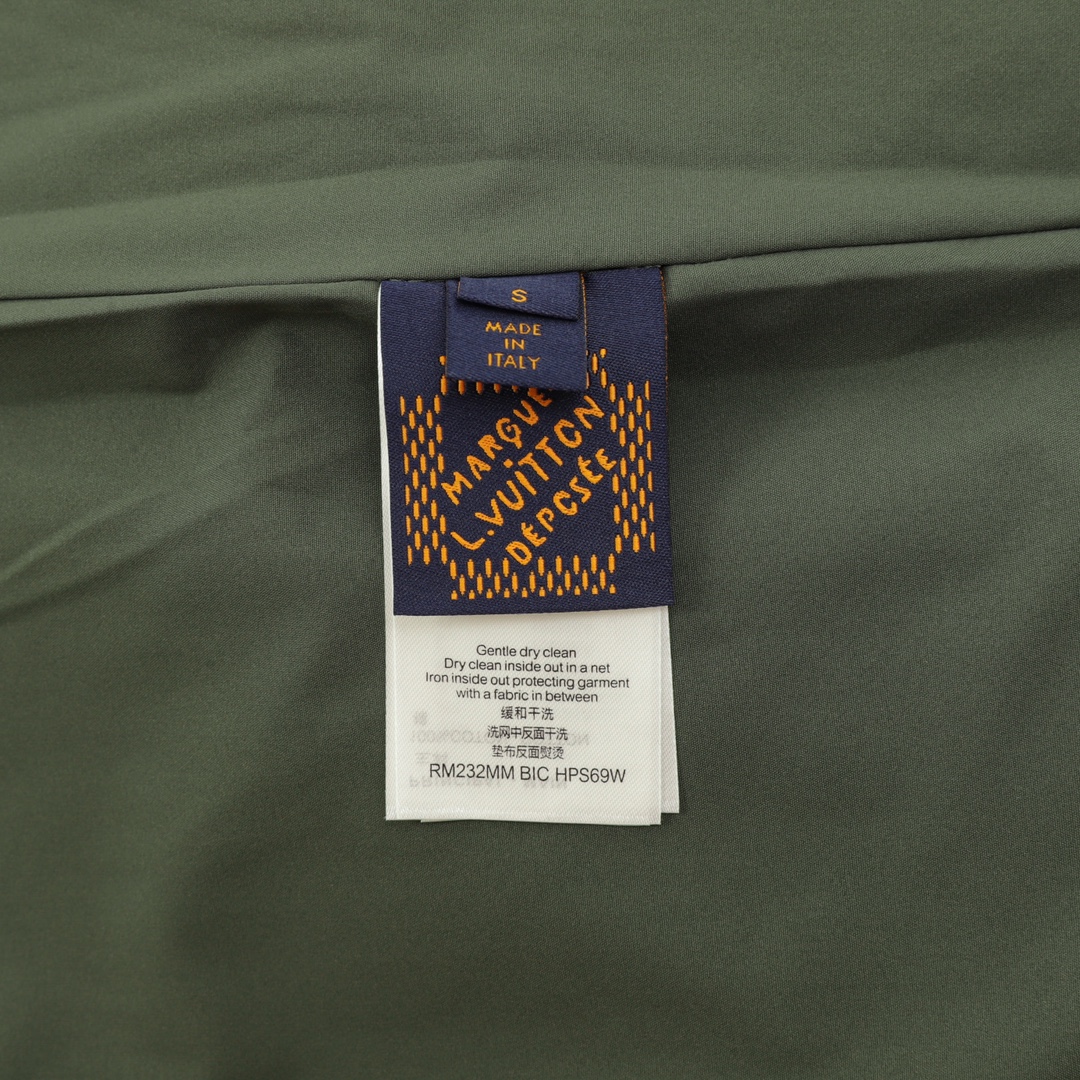 S
MADE
IN
ITALY
MARQUE
L.VUITTON
DÉPOSÉE
Gentle dry clean
Dry clean inside out in a net
Iron inside out protecting garment
with a fabric in between
缓和干洗
洗网中反面干洗
垫布反面熨烫
RM232MM BIC HPS69W